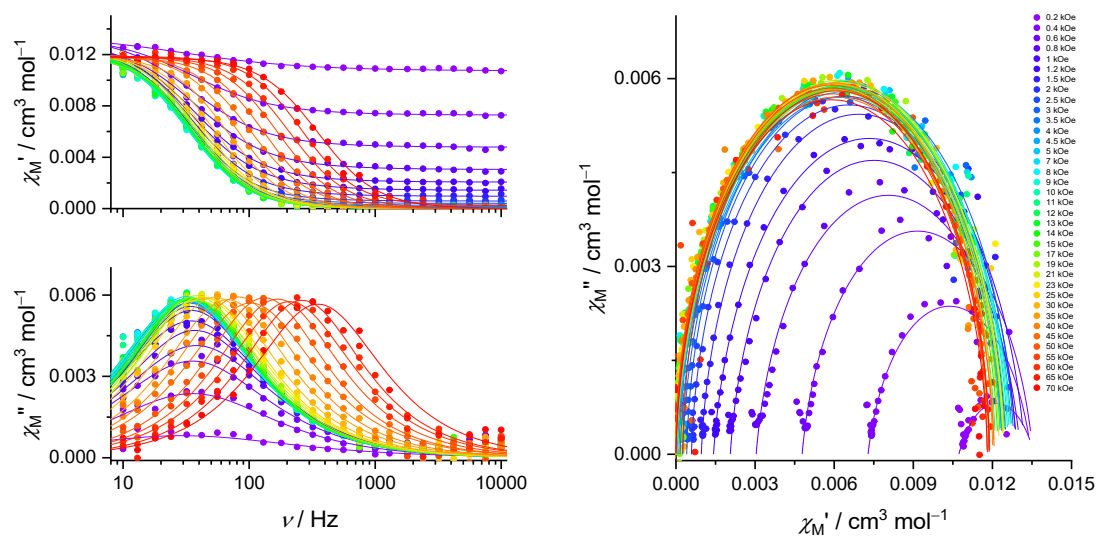 0.012
0.008
0.004
0.000
χM' / cm³ mol⁻¹
0.006
0.003
0.000
χM'' / cm³ mol⁻¹
10 100 1000 10000
ν / Hz
0.006
0.003
0.000
χM'' / cm³ mol⁻¹
0.000 0.003 0.006 0.009 0.012 0.015
χM' / cm³ mol⁻¹
0.2 kOe
0.4 kOe
0.6 kOe
0.8 kOe
1 kOe
1.2 kOe
1.5 kOe
2 kOe
2.5 kOe
3 kOe
3.5 kOe
4 kOe
4.5 kOe
5 kOe
7 kOe
8 kOe
9 kOe
10 kOe
11 kOe
12 kOe
13 kOe
14 kOe
15 kOe
17 kOe
19 kOe
21 kOe
23 kOe
25 kOe
30 kOe
35 kOe
40 kOe
45 kOe
50 kOe
55 kOe
60 kOe
65 kOe
70 kOe